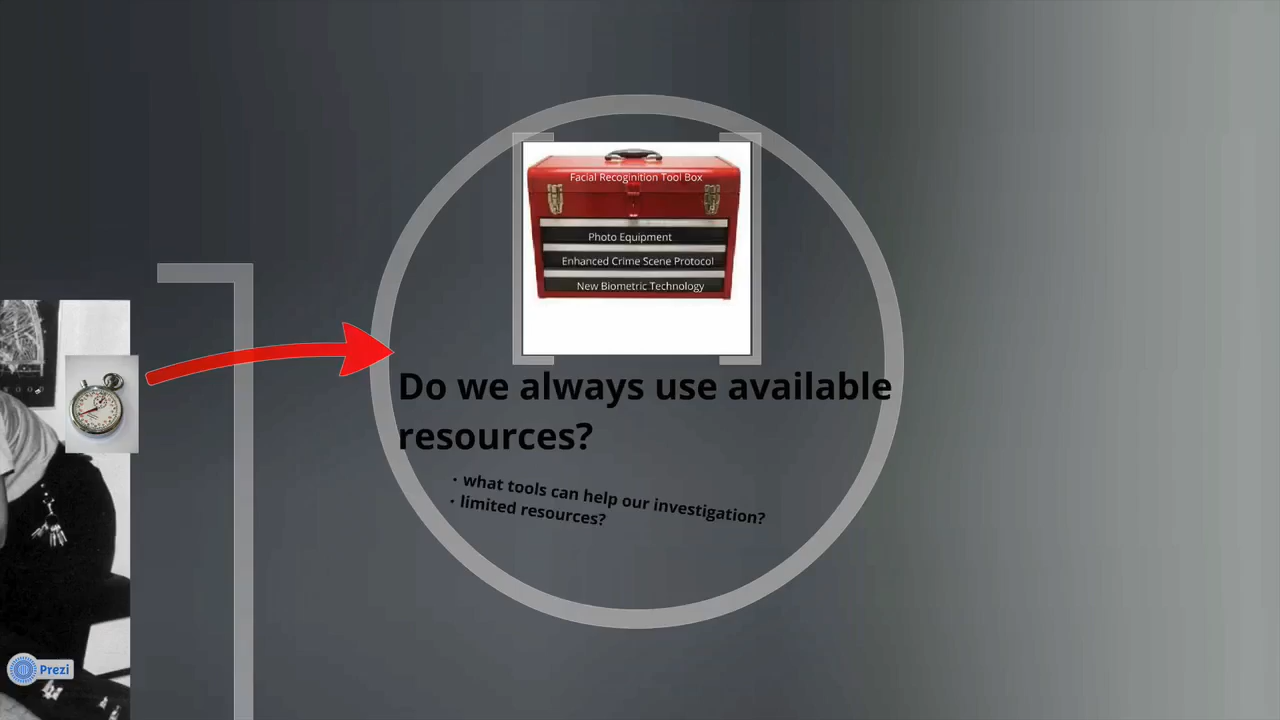 Facial Recoginition Tool Box
Photo Equipment
Enhanced Crime Scene Protocol
New Biometric Technology
Do we always use available
resources?
· what tools can help our investigation?
· limited resources?
Prezi